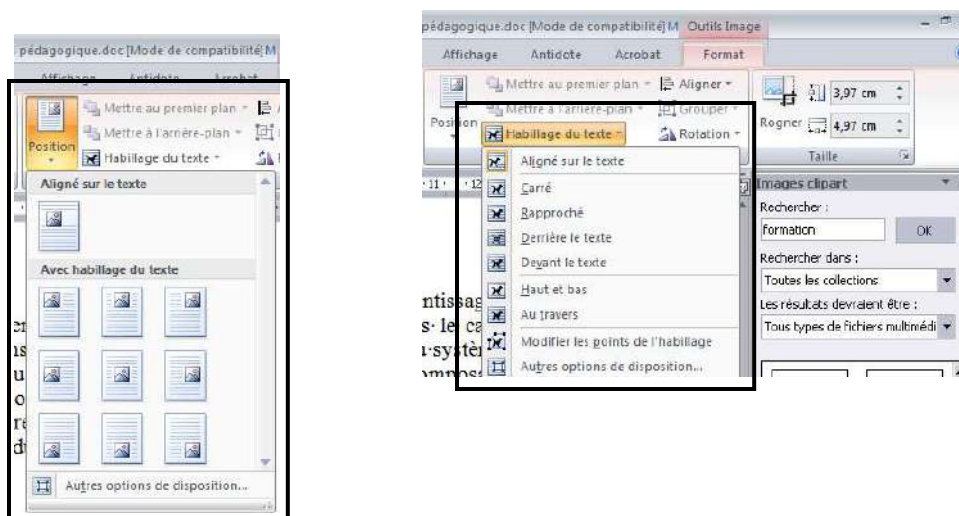 pédagogique.doc [Mode de compatibilité] M
Affichage Antidote Acrobat
Position
Mettre au premier plan
Mettre à l'arrière-plan
Habillage du texte
Aligné sur le texte
Avec habillage du texte
Autres options de disposition...
pédagogique.doc [Mode de compatibilité] M Outils Image
Affichage Antidote Acrobat Format
Position
Mettre au premier plan
Mettre à l'arrière-plan
Habillage du texte
Aligner
Grouper
Rotation
Rogner
3,97 cm
4,97 cm
Taille
Aligné sur le texte
Carré
Rapproché
Derrière le texte
Devant le texte
Haut et bas
Au travers
Modifier les points de l'habillage
Autres options de disposition...
11 12
Images clipart
Rechercher :
formation OK
Rechercher dans :
Toutes les collections
Les résultats devraient être :
Tous types de fichiers multimédi